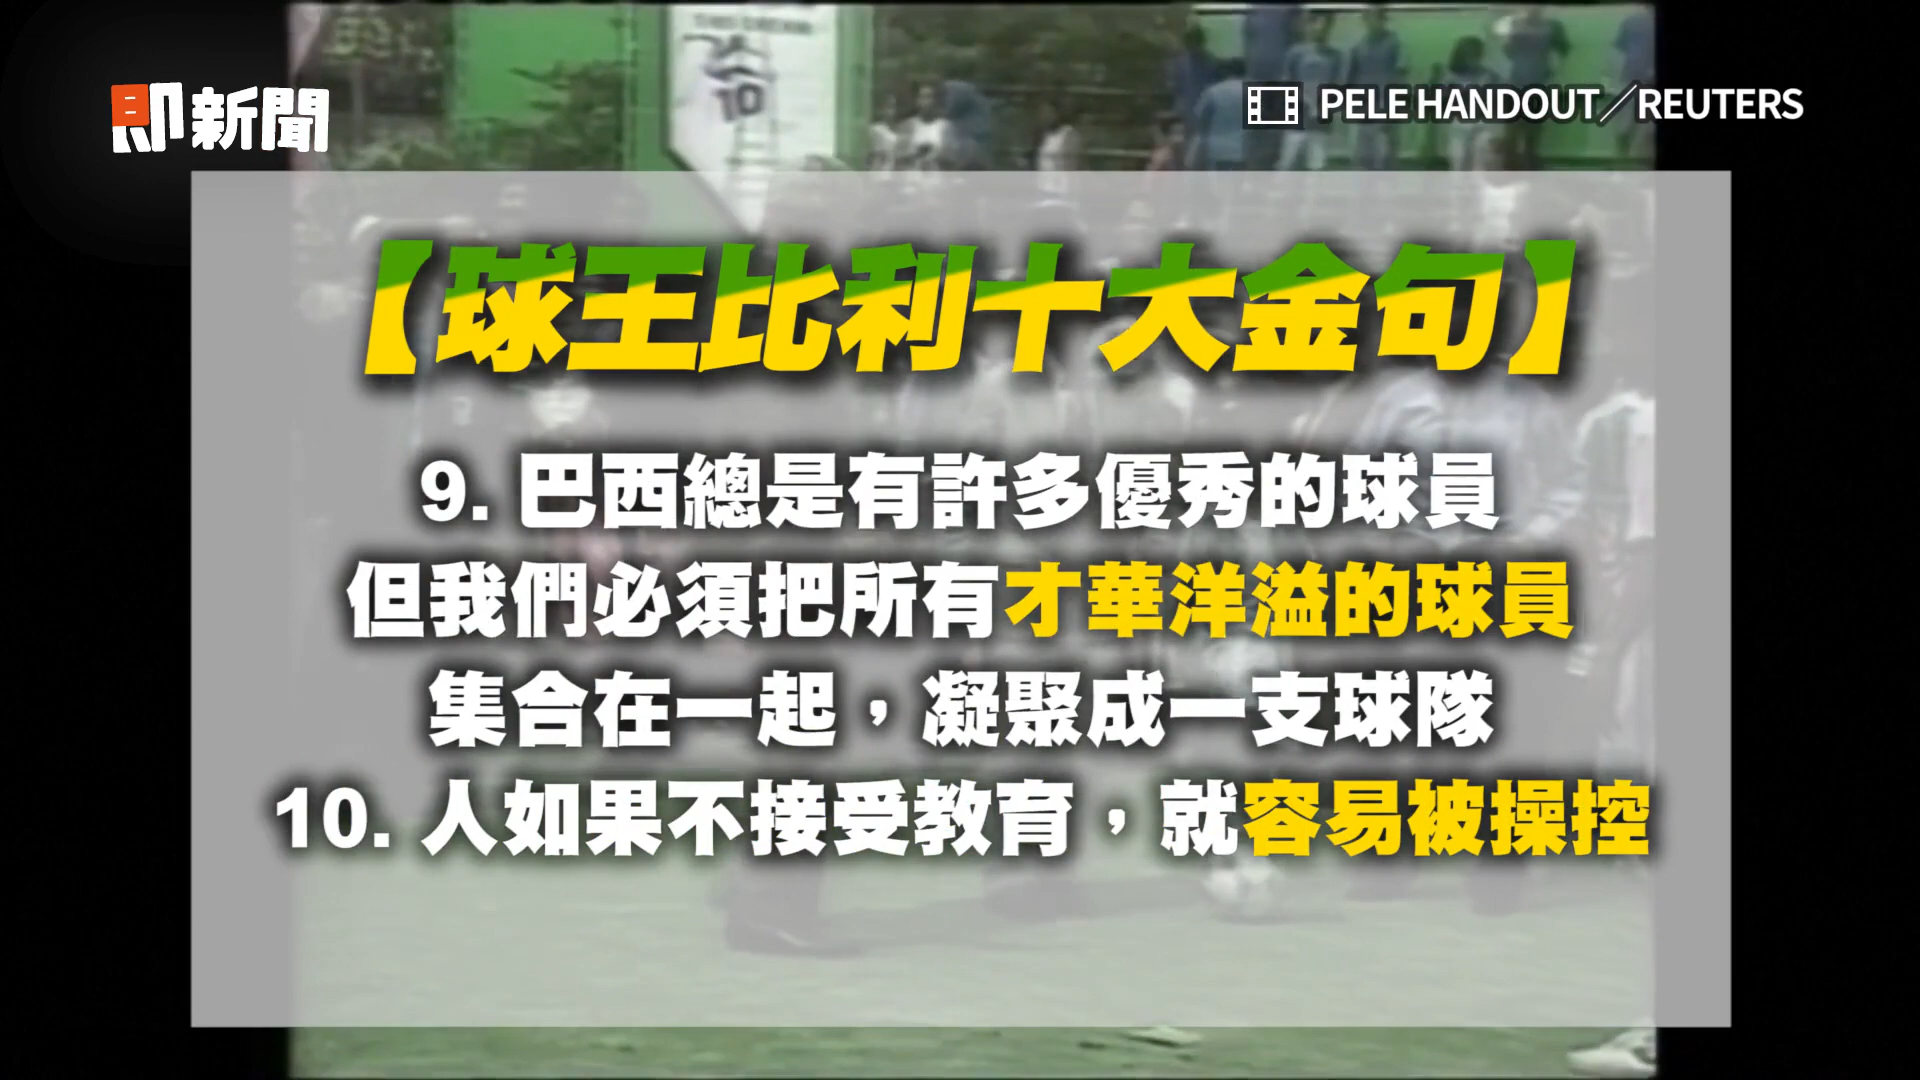 即新聞
PELE HANDOUT／REUTERS
10
【球王比利十大金句】
9. 巴西總是有許多優秀的球員
但我們必須把所有才華洋溢的球員
集合在一起，凝聚成一支球隊
10. 人如果不接受教育，就容易被操控